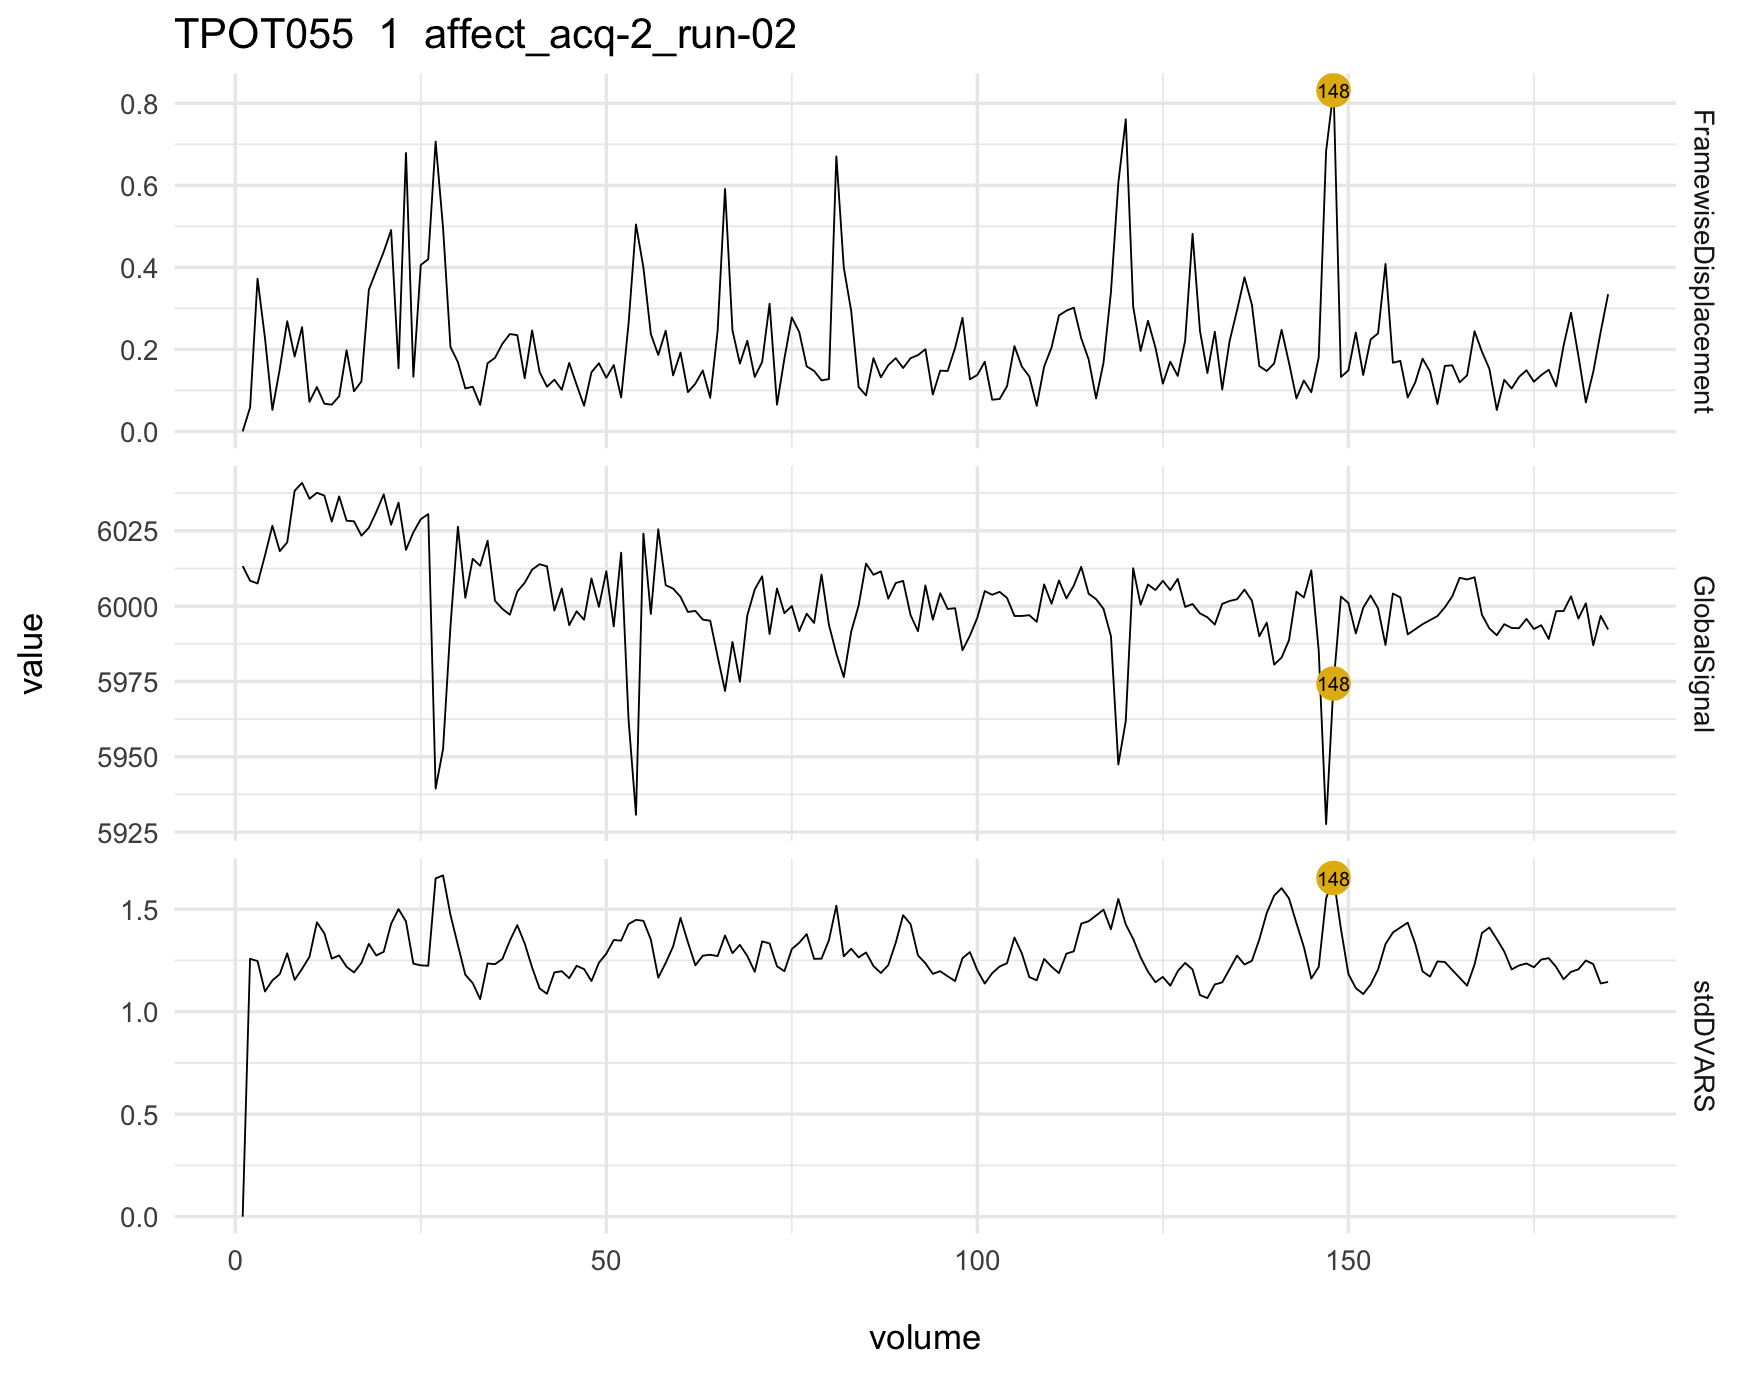 TPOT055 1 affect_acq-2_run-02
0.8
0.6
0.4
0.2
0.0
148
FramewiseDisplacement
value
6025
6000
5975
5950
5925
148
GlobalSignal
1.5
1.0
0.5
0.0
148
stdDVARS
0 50 100 150
volume